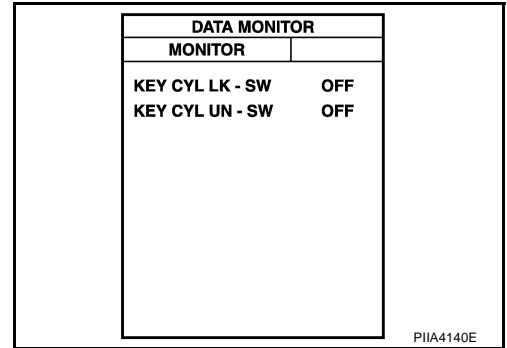 DATA MONITOR
MONITOR
KEY CYL LK - SW OFF
KEY CYL UN - SW OFF
PIIA4140E